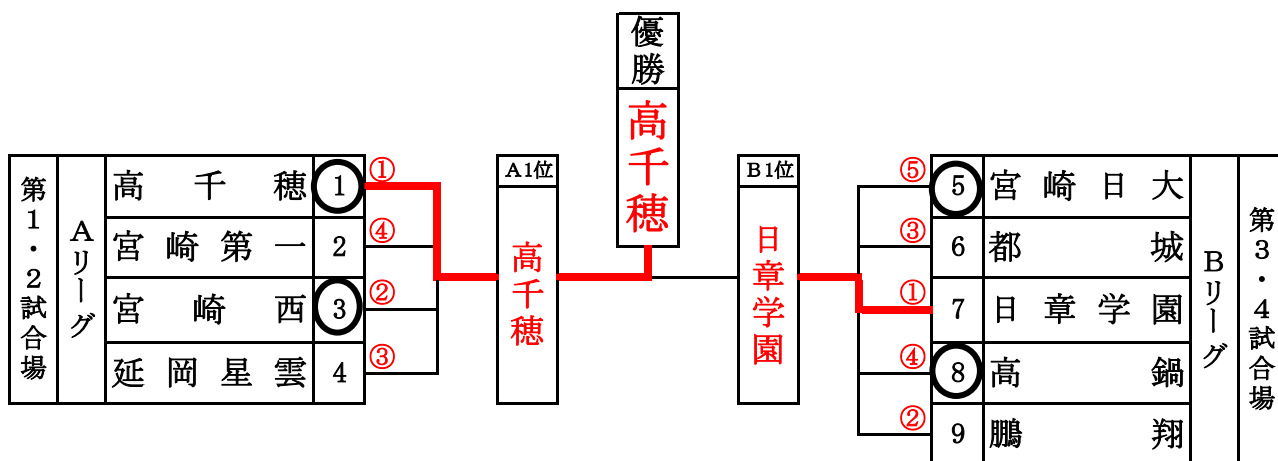 優勝
高千穂
第1・2試合場
Aリーグ
高千穂 1 ①
宮崎第一 2 ④
宮崎西 3 ②
延岡星雲 4 ③
A1位
高千穂
B1位
日章学園
⑤ 5 宮崎日大
③ 6 都城
① 7 日章学園
④ 8 高鍋
② 9 鵬翔
Bリーグ
第3・4試合場